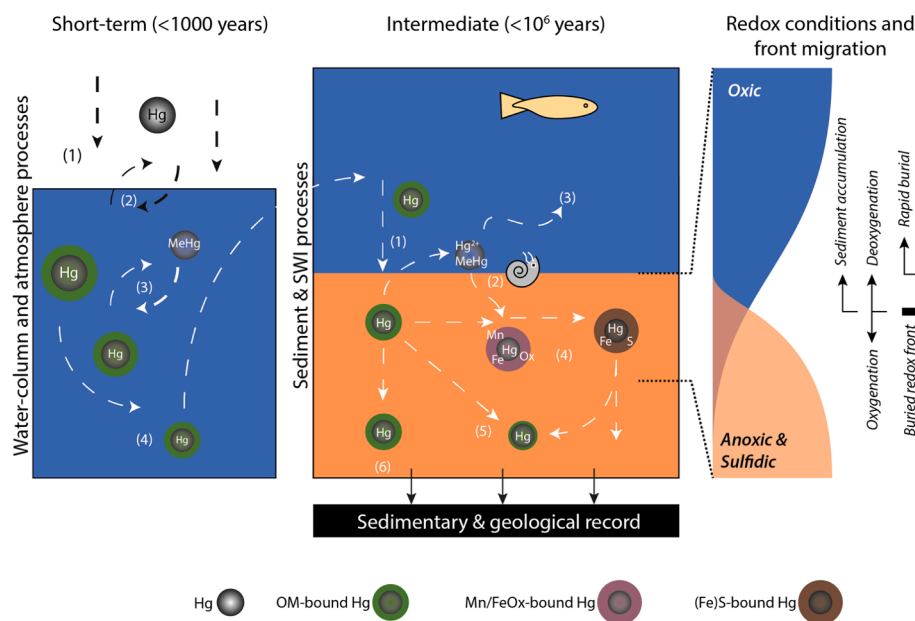 Short-term (<1000 years)
Intermediate (<10⁶ years)
Redox conditions and
front migration
Water-column and atmosphere processes
Hg
(1)
(2)
MeHg
Hg
(3)
Hg
(4)
Hg
Sediment & SWI processes
Hg
(1)
(3)
Hg²⁺
MeHg
(2)
Hg
Mn
Hg
Fe
Ox
(4)
Hg
Fe
S
Hg
(5)
Hg
(6)
Sedimentary & geological record
Oxic
Anoxic &
Sulfidic
Sediment accumulation
Deoxygenation
Rapid burial
Oxygenation
Buried redox front
Hg
OM-bound Hg
Mn/FeOx-bound Hg
(Fe)S-bound Hg